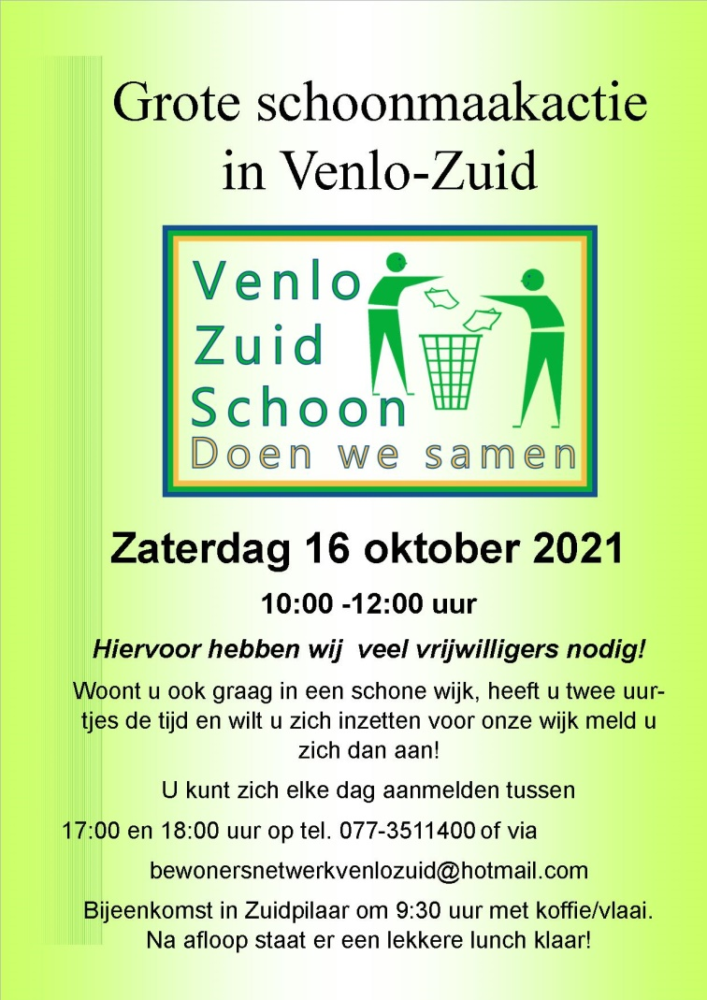 Grote schoonmaakactie
in Venlo-Zuid
Venlo
Zuid
Schoon
Doen we samen
Zaterdag 16 oktober 2021
10:00 -12:00 uur
Hiervoor hebben wij  veel vrijwilligers nodig!
Woont u ook graag in een schone wijk, heeft u twee uur-
tjes de tijd en wilt u zich inzetten voor onze wijk meld u
zich dan aan!
U kunt zich elke dag aanmelden tussen
17:00 en 18:00 uur op tel. 077-3511400 of via
bewonersnetwerkvenlozuid@hotmail.com
Bijeenkomst in Zuidpilaar om 9:30 uur met koffie/vlaai.
Na afloop staat er een lekkere lunch klaar!